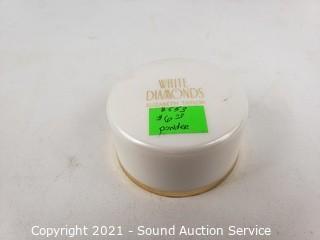 WHITE
DIAMONDS
ELIZABETH TAYLOR
powder
Copyright 2021 - Sound Auction Service